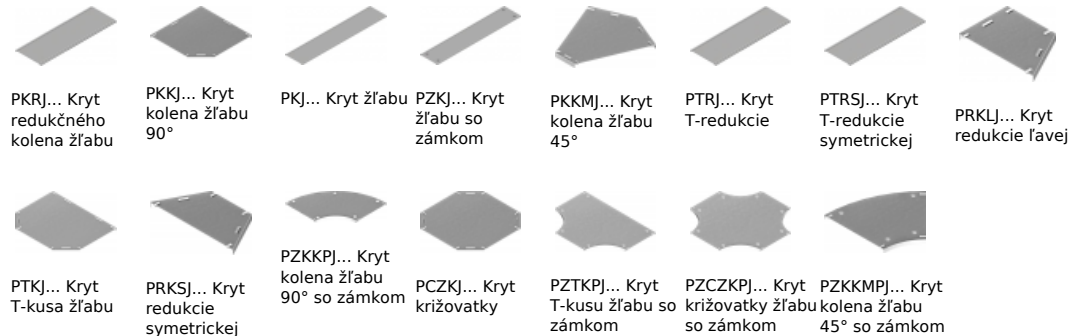 PKRJ... Kryt
redukčného
kolena žľabu
PKKJ... Kryt
kolena žľabu
90°
PKJ... Kryt žľabu
PZKJ... Kryt
žľabu so
zámkom
PKKMJ... Kryt
kolena žľabu
45°
PTRJ... Kryt
T-redukcie
PTRSJ... Kryt
T-redukcie
symetrickej
PRKLJ... Kryt
redukcie ľavej
PTKJ... Kryt
T-kusa žľabu
PRKSJ... Kryt
redukcie
symetrickej
PZKKPJ... Kryt
kolena žľabu
90° so zámkom
PCZKJ... Kryt
križovatky
PZTKPJ... Kryt
T-kusu žľabu so
zámkom
PZCZKPJ... Kryt
križovatky žľabu
so zámkom
PZKKMPJ... Kryt
kolena žľabu
45° so zámkom